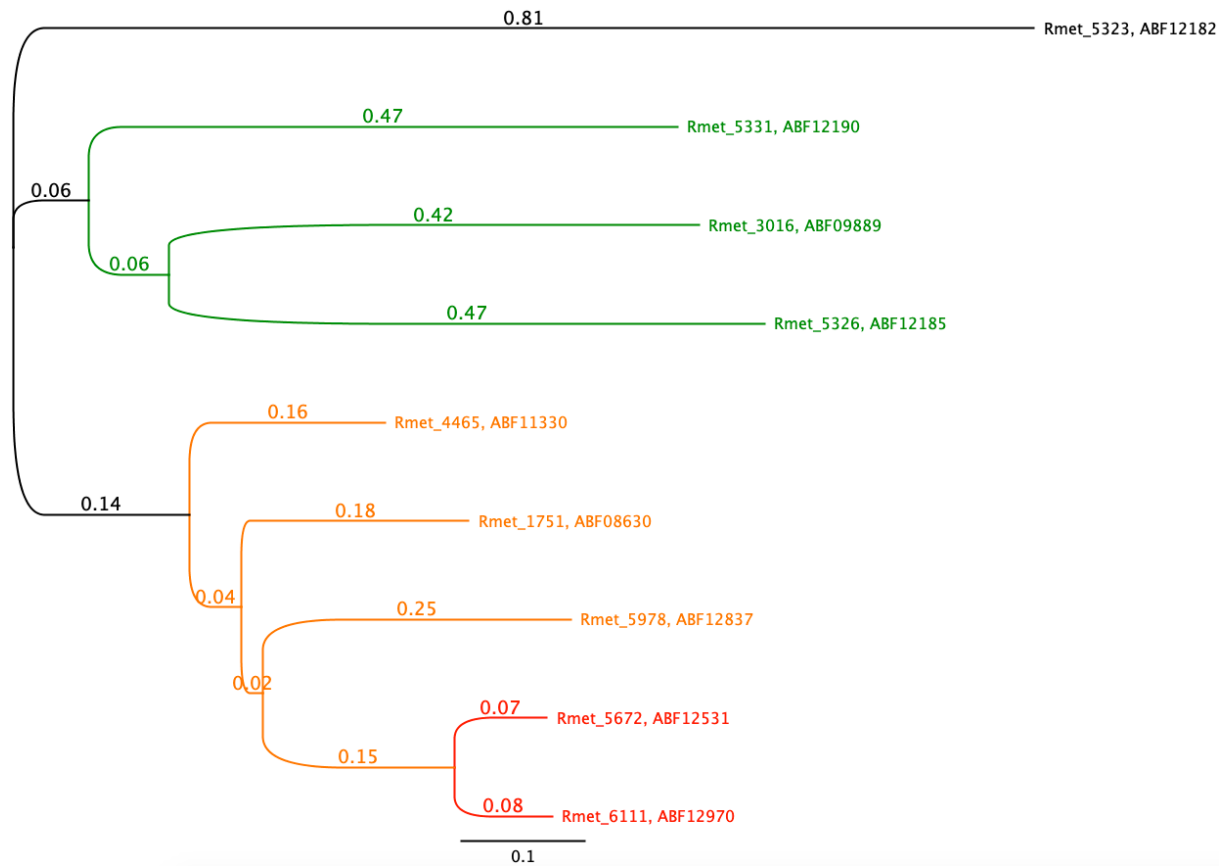 0.81
Rmet_5323, ABF12182
0.47
Rmet_5331, ABF12190
0.06
0.42
Rmet_3016, ABF09889
0.06
0.47
Rmet_5326, ABF12185
0.16
Rmet_4465, ABF11330
0.14
0.18
Rmet_1751, ABF08630
0.04
0.25
Rmet_5978, ABF12837
0.02
0.07
Rmet_5672, ABF12531
0.15
0.08
Rmet_6111, ABF12970
0.1